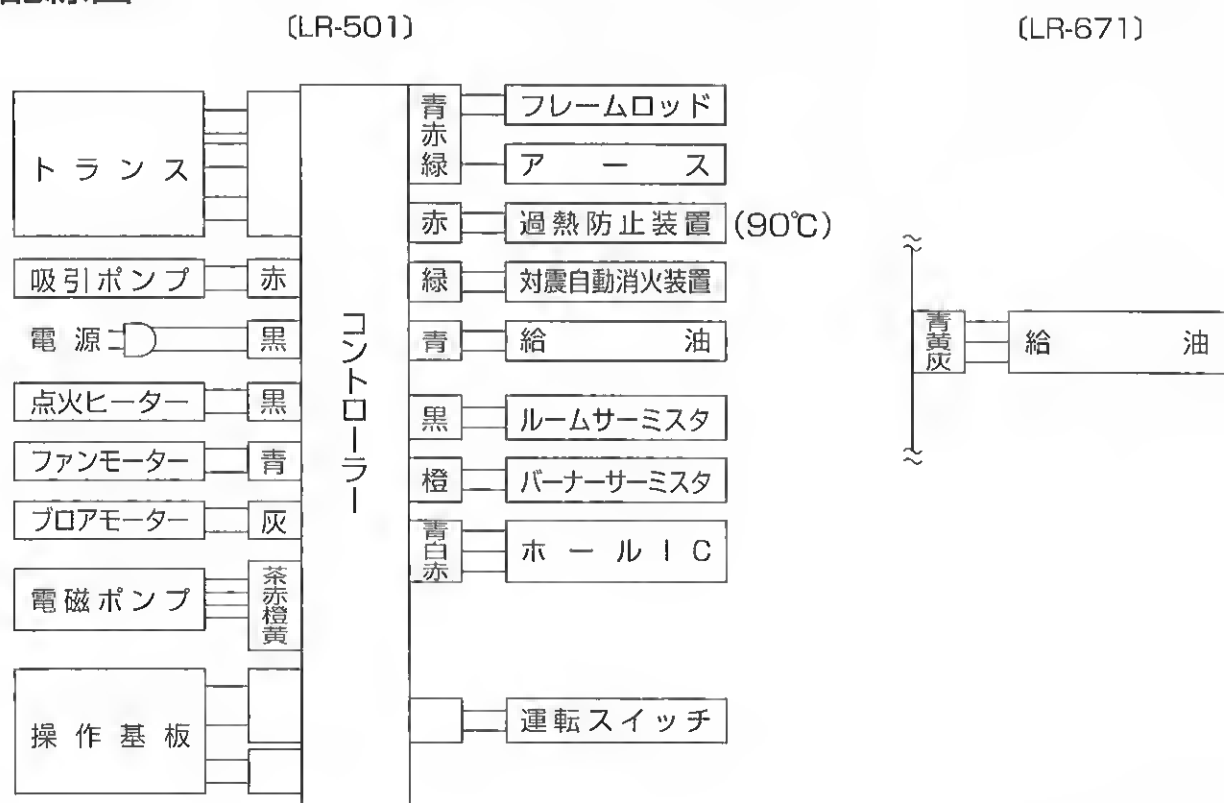 〔LR-501〕
〔LR-671〕
トランス
吸引ポンプ
赤
電源
黒
点火ヒーター
黒
ファンモーター
青
ブロアモーター
灰
電磁ポンプ
茶赤橙黄
操作基板
コントローラー
青赤緑
フレームロッド
アース
赤
過熱防止装置
(90℃)
緑
対震自動消火装置
青
給油
黒
ルームサーミスタ
橙
バーナーサーミスタ
青白赤
ホールIC
運転スイッチ
青黄灰
給油